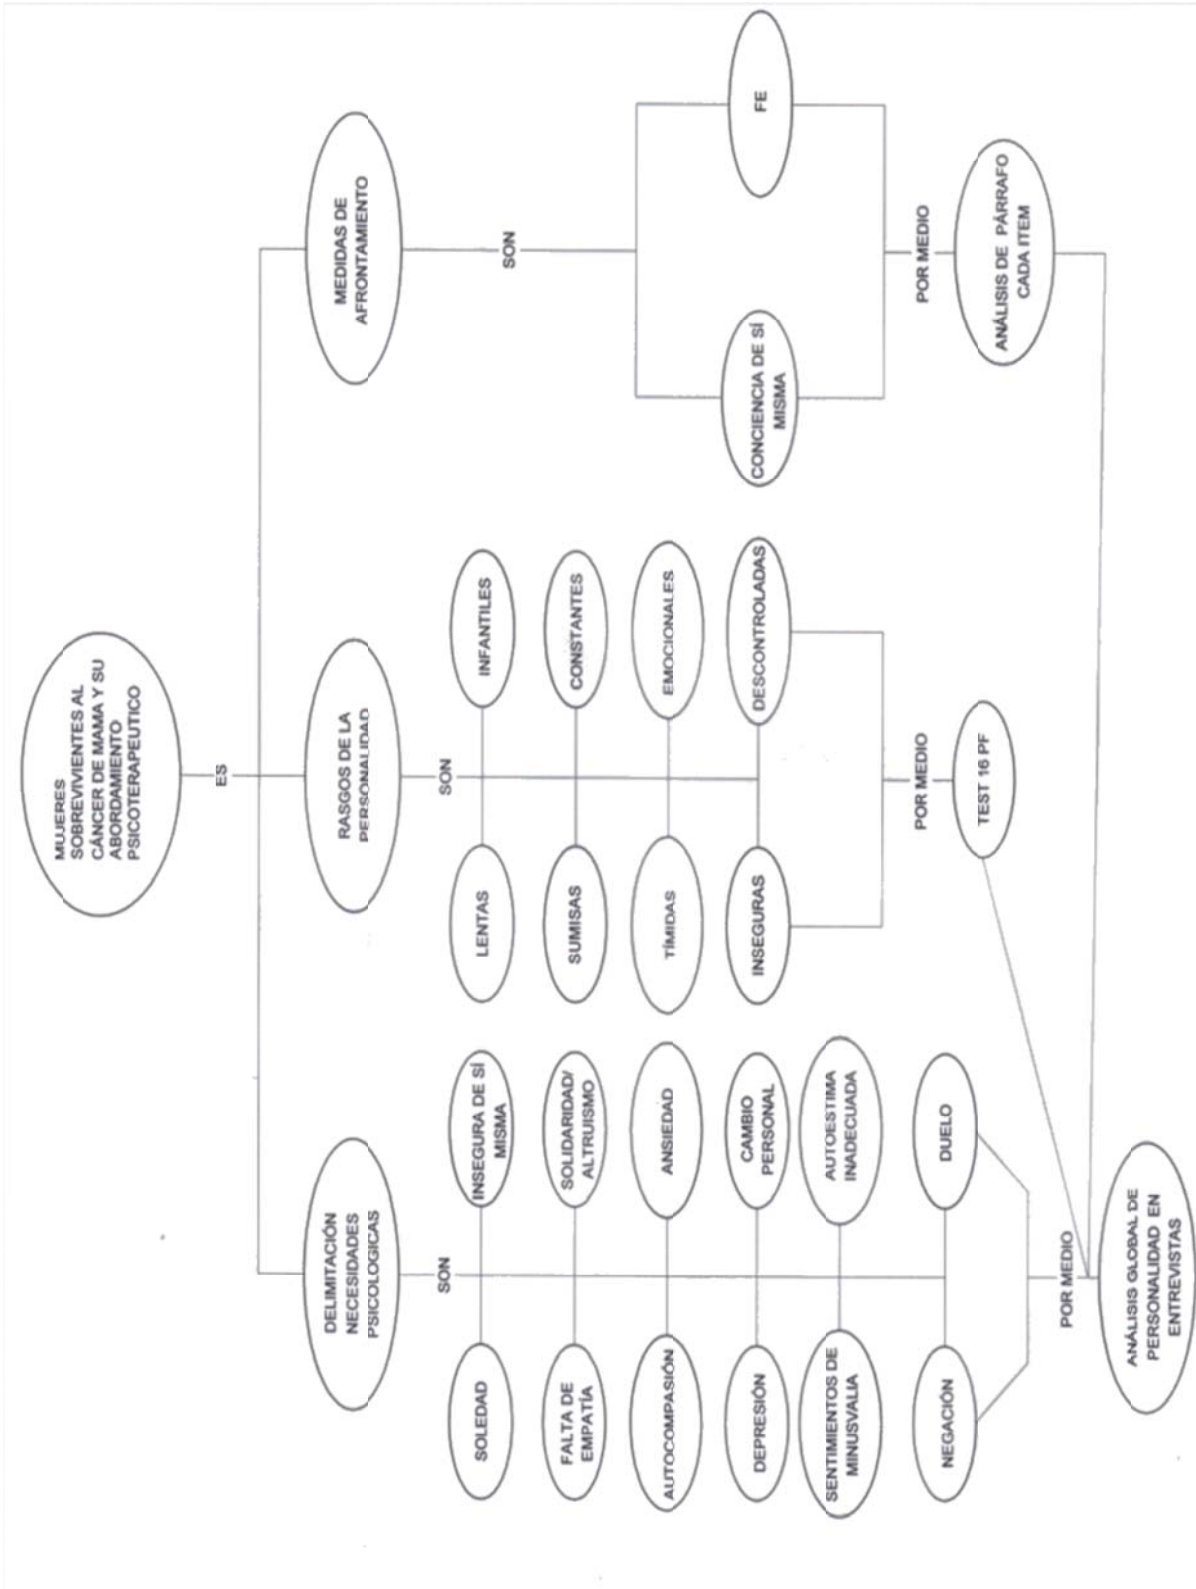 MUJERES
SOBREVIVIENTES AL
CÁNCER DE MAMA Y SU
ABORDAMIENTO
PSICOTERAPEUTICO
ES
DELIMITACIÓN
NECESIDADES
PSICOLOGICAS
SON
SOLEDAD
INSEGURA DE SÍ
MISMA
FALTA DE
EMPATÍA
SOLIDARIDAD/
ALTRUISMO
AUTOCOMPASIÓN
ANSIEDAD
DEPRESIÓN
CAMBIO
PERSONAL
SENTIMIENTOS DE
MINUSVALIA
AUTOESTIMA
INADECUADA
NEGACIÓN
DUELO
POR MEDIO
ANÁLISIS GLOBAL DE
PERSONALIDAD EN
ENTREVISTAS
RASGOS DE LA
PERSONALIDAD
SON
LENTAS
INFANTILES
SUMISAS
CONSTANTES
TÍMIDAS
EMOCIONALES
INSEGURAS
DESCONTROLADAS
POR MEDIO
TEST 16 PF
MEDIDAS DE
AFRONTAMIENTO
SON
CONCIENCIA DE SÍ
MISMA
FE
POR MEDIO
ANÁLISIS DE PÁRRAFO
CADA ITEM